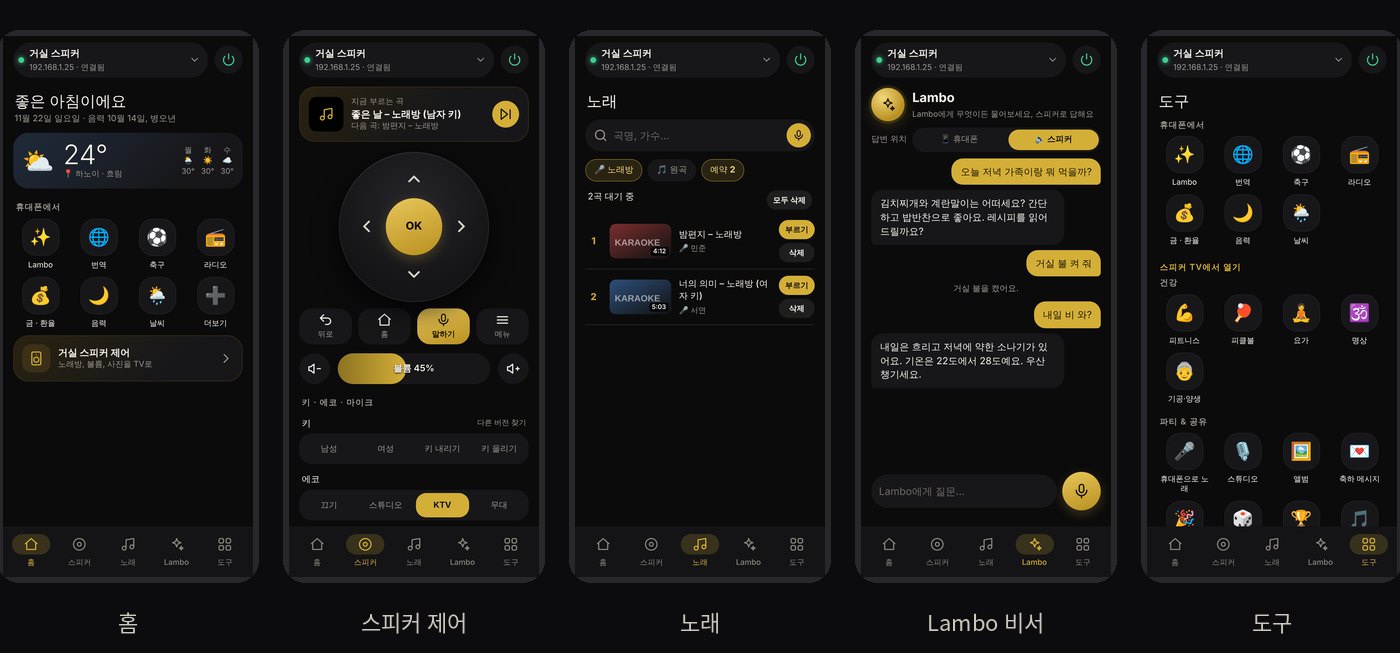 거실 스피커
192.168.1.25 · 연결됨
좋은 아침이에요
11월 22일 일요일 · 음력 10월 14일, 병오년
24°
하노이 · 흐림
월 화 수
30° 30° 30°
휴대폰에서
Lambo 번역 축구 라디오
금 · 환율 음력 날씨 더보기
거실 스피커 제어
노래방, 볼륨, 사진을 TV로
홈 스피커 노래 Lambo 도구
홈
거실 스피커
192.168.1.25 · 연결됨
지금 부르는 곡
좋은 날 – 노래방 (남자 키)
다음 곡: 밤편지 – 노래방
OK
뒤로 홈 말하기 메뉴
볼륨 45%
키 · 에코 · 마이크
키 다른 버전 찾기
남성 여성 키 내리기 키 올리기
에코
끄기 스튜디오 KTV 무대
홈 스피커 노래 Lambo 도구
스피커 제어
거실 스피커
192.168.1.25 · 연결됨
노래
곡명, 가수...
노래방 원곡 예약 2
2곡 대기 중 모두 삭제
1 KARAOKE 4:12 밤편지 – 노래방 부르기
민준 삭제
2 KARAOKE 5:03 너의 의미 – 노래방 (여자 키) 부르기
서연 삭제
홈 스피커 노래 Lambo 도구
노래
거실 스피커
192.168.1.25 · 연결됨
Lambo
Lambo에게 무엇이든 물어보세요, 스피커로 답해요
답변 위치 휴대폰 스피커
오늘 저녁 가족이랑 뭐 먹을까?
김치찌개와 계란말이는 어떠세요? 간단
하고 밥반찬으로 좋아요. 레시피를 읽어
드릴까요?
거실 불 켜 줘
거실 불을 켰어요.
내일 비 와?
내일은 흐리고 저녁에 약한 소나기가 있
어요. 기온은 22도에서 28도예요. 우산
챙기세요.
Lambo에게 질문...
홈 스피커 노래 Lambo 도구
Lambo 비서
거실 스피커
192.168.1.25 · 연결됨
도구
휴대폰에서
Lambo 번역 축구 라디오
금 · 환율 음력 날씨
스피커 TV에서 열기
건강
피트니스 피클볼 요가 명상
기공·양생
파티 & 공유
휴대폰으로 노래 스튜디오 앨범 축하 메시지
홈 스피커 노래 Lambo 도구
도구